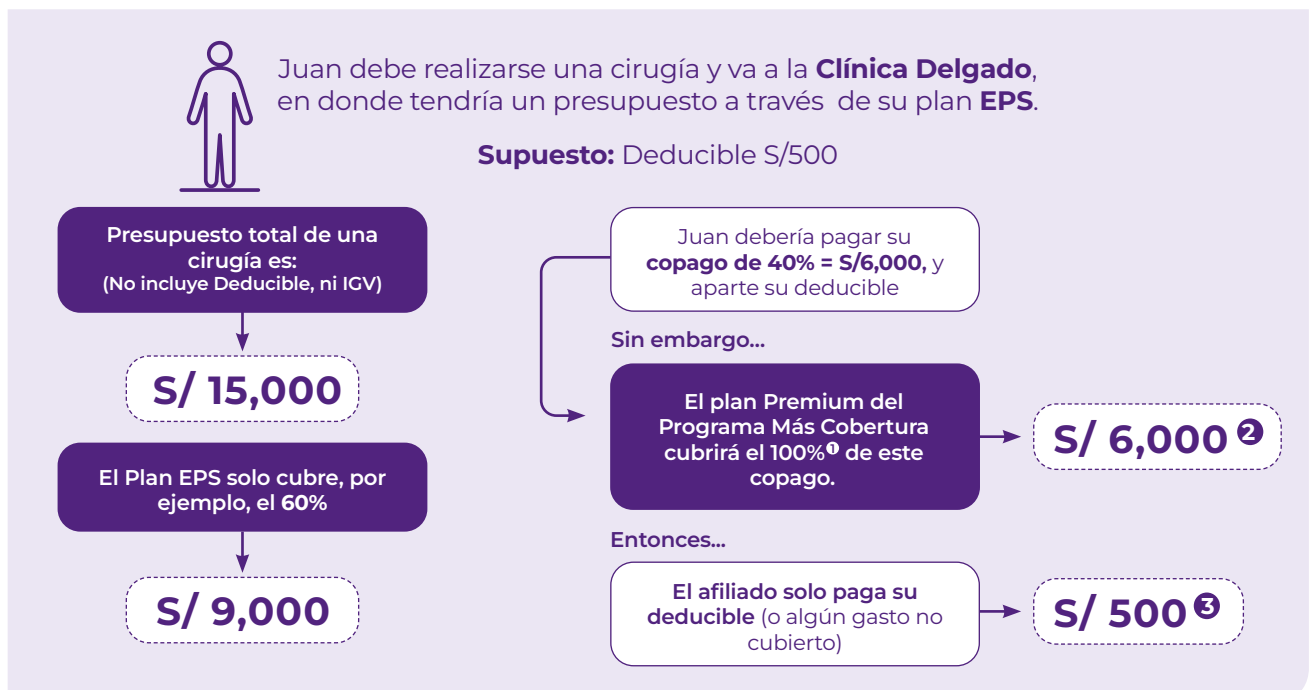 Juan debe realizarse una cirugía y va a la Clínica Delgado,
en donde tendría un presupuesto a través de su plan EPS.
Supuesto: Deducible S/500
Presupuesto total de una
cirugía es:
(No incluye Deducible, ni IGV)
S/ 15,000
El Plan EPS solo cubre, por
ejemplo, el 60%
S/ 9,000
Juan debería pagar su
copago de 40% = S/6,000, y
aparte su deducible
Sin embargo...
El plan Premium del
Programa Más Cobertura
cubrirá el 100%❶ de este
copago.
S/ 6,000 ❷
Entonces...
El afiliado solo paga su
deducible (o algún gasto no
cubierto)
S/ 500 ❸